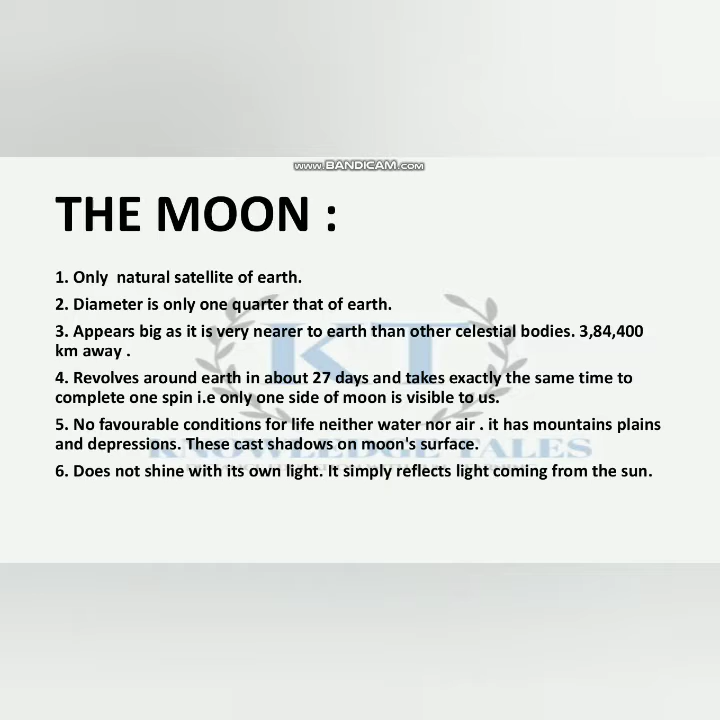 www.BANDICAM.com
THE MOON :
1. Only  natural satellite of earth.
2. Diameter is only one quarter that of earth.
3. Appears big as it is very nearer to earth than other celestial bodies. 3,84,400
km away .
4. Revolves around earth in about 27 days and takes exactly the same time to
complete one spin i.e only one side of moon is visible to us.
5. No favourable conditions for life neither water nor air . it has mountains plains
and depressions. These cast shadows on moon's surface.
6. Does not shine with its own light. It simply reflects light coming from the sun.
KT
KNOWLEDGE TALES